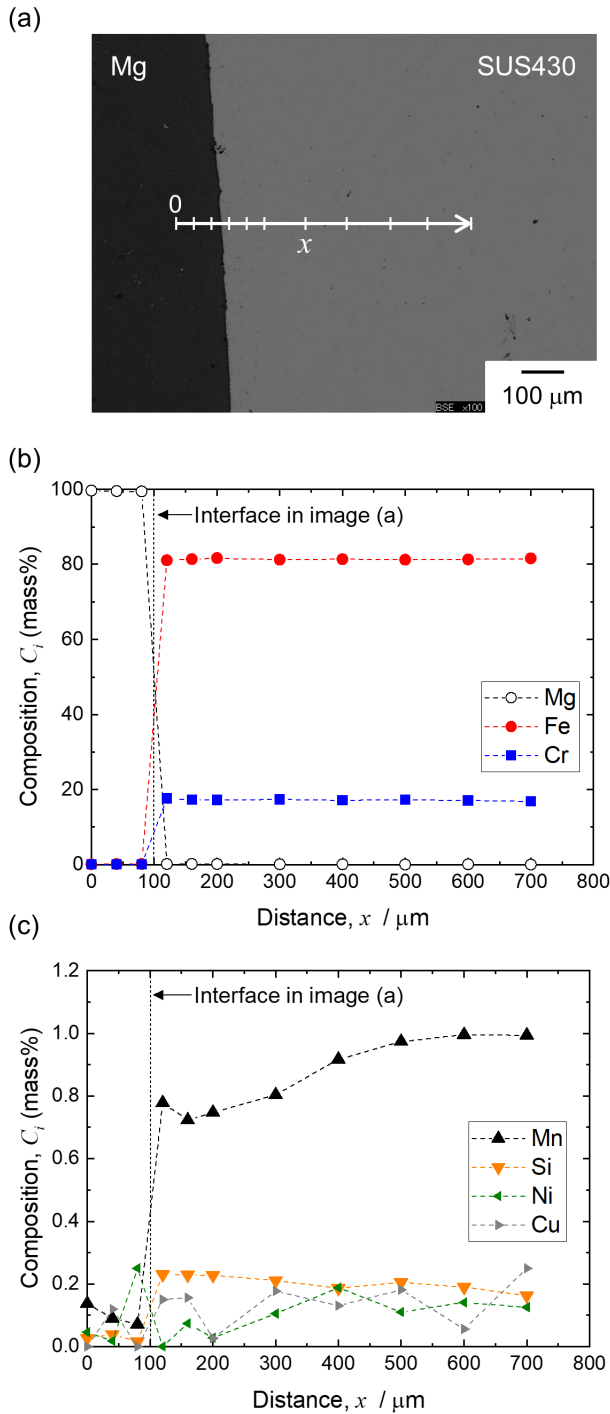 (a)
Mg
SUS430
0
x
BSE x100
100 μm
(b)
100
80
60
40
20
0
Composition, C_i (mass%)
Interface in image (a)
Mg
Fe
Cr
0 100 200 300 400 500 600 700 800
Distance, x / μm
(c)
1.2
1.0
0.8
0.6
0.4
0.2
0.0
Composition, C_i (mass%)
Interface in image (a)
Mn
Si
Ni
Cu
0 100 200 300 400 500 600 700 800
Distance, x / μm